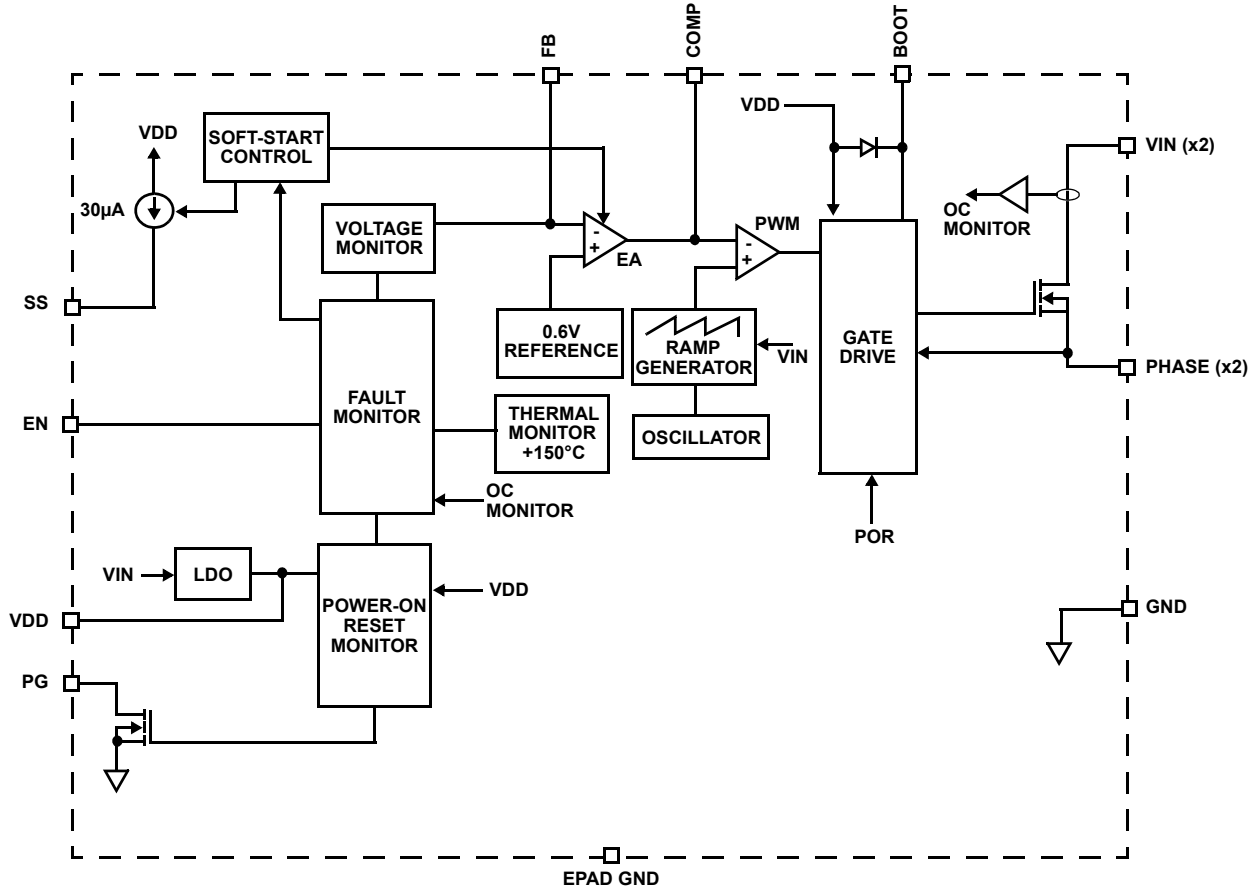 FB
COMP
BOOT
VDD
SOFT-START
CONTROL
VDD
30µA
VOLTAGE
MONITOR
-
+
EA
PWM
-
+
VIN (x2)
OC
MONITOR
SS
0.6V
REFERENCE
RAMP
GENERATOR
VIN
GATE
DRIVE
PHASE (x2)
EN
FAULT
MONITOR
THERMAL
MONITOR
+150°C
OSCILLATOR
OC
MONITOR
POR
VIN
LDO
VDD
POWER-ON
RESET
MONITOR
VDD
GND
PG
EPAD GND